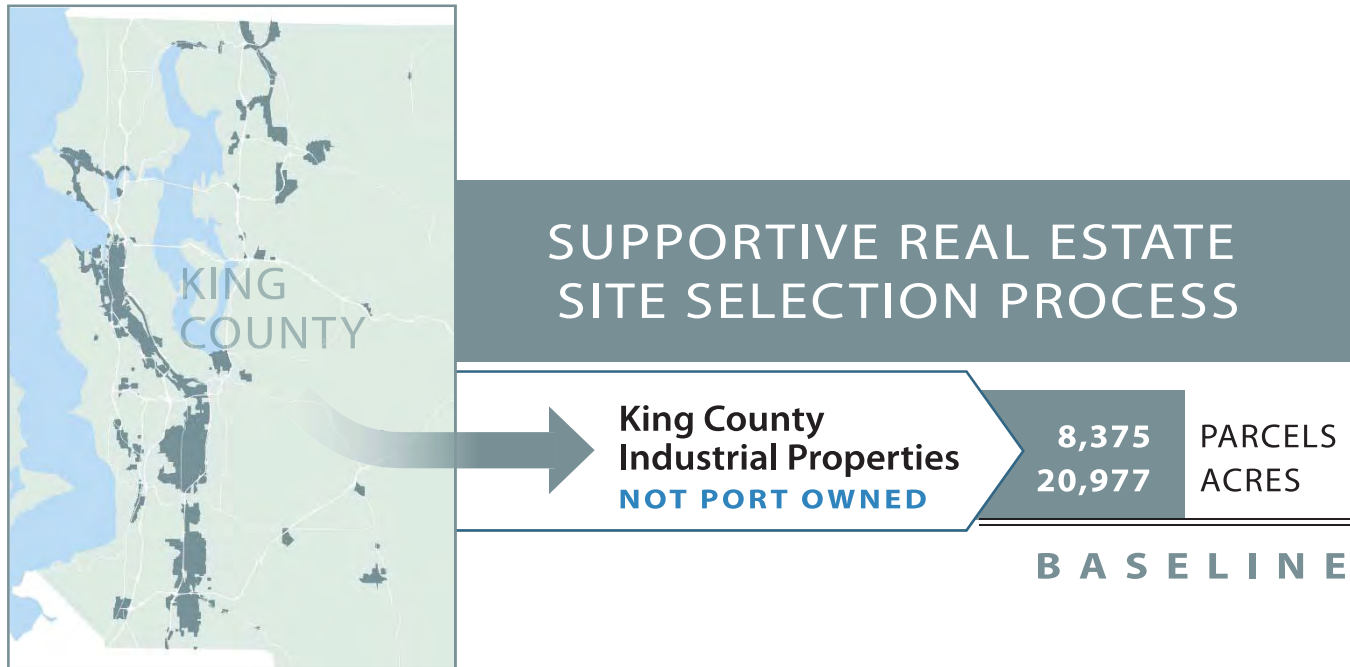 KING
COUNTY
SUPPORTIVE REAL ESTATE
SITE SELECTION PROCESS
King County
Industrial Properties
NOT PORT OWNED
8,375 PARCELS
20,977 ACRES
BASELINE